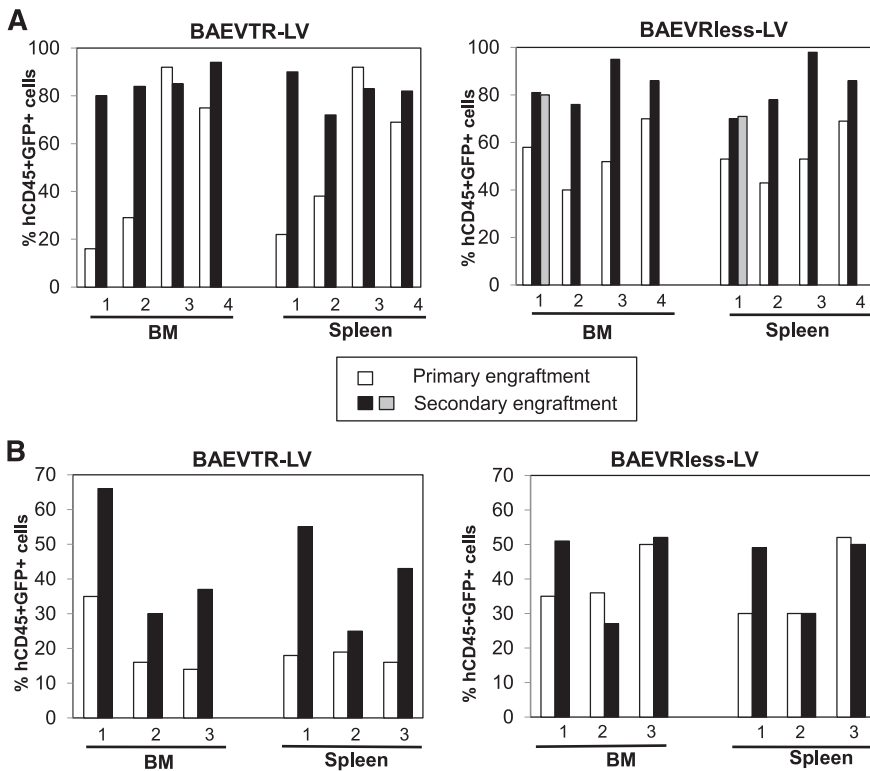 A
BAEVTR-LV
% hCD45+GFP+ cells
100
80
60
40
20
0
1 2 3 4
BM
1 2 3 4
Spleen
BAEVRless-LV
% hCD45+GFP+ cells
100
80
60
40
20
0
1 2 3 4
BM
1 2 3 4
Spleen
Primary engraftment
Secondary engraftment
B
BAEVTR-LV
% hCD45+GFP+ cells
70
60
50
40
30
20
10
0
1 2 3
BM
1 2 3
Spleen
BAEVRless-LV
% hCD45+GFP+ cells
70
60
50
40
30
20
10
0
1 2 3
BM
1 2 3
Spleen